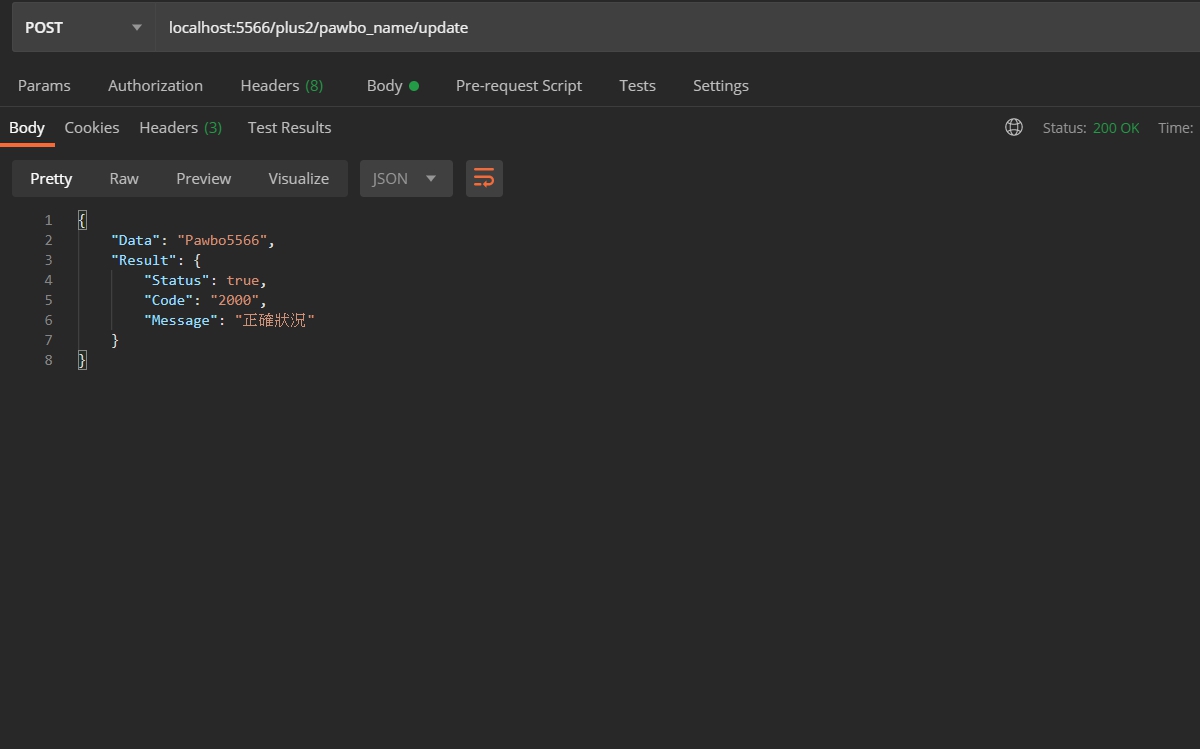 POST localhost:5566/plus2/pawbo_name/update
Params Authorization Headers (8) Body Pre-request Script Tests Settings
Body Cookies Headers (3) Test Results Status: 200 OK Time:
Pretty Raw Preview Visualize JSON
1 {
2 "Data": "Pawbo5566",
3 "Result": {
4 "Status": true,
5 "Code": "2000",
6 "Message": "正確狀況"
7 }
8 }